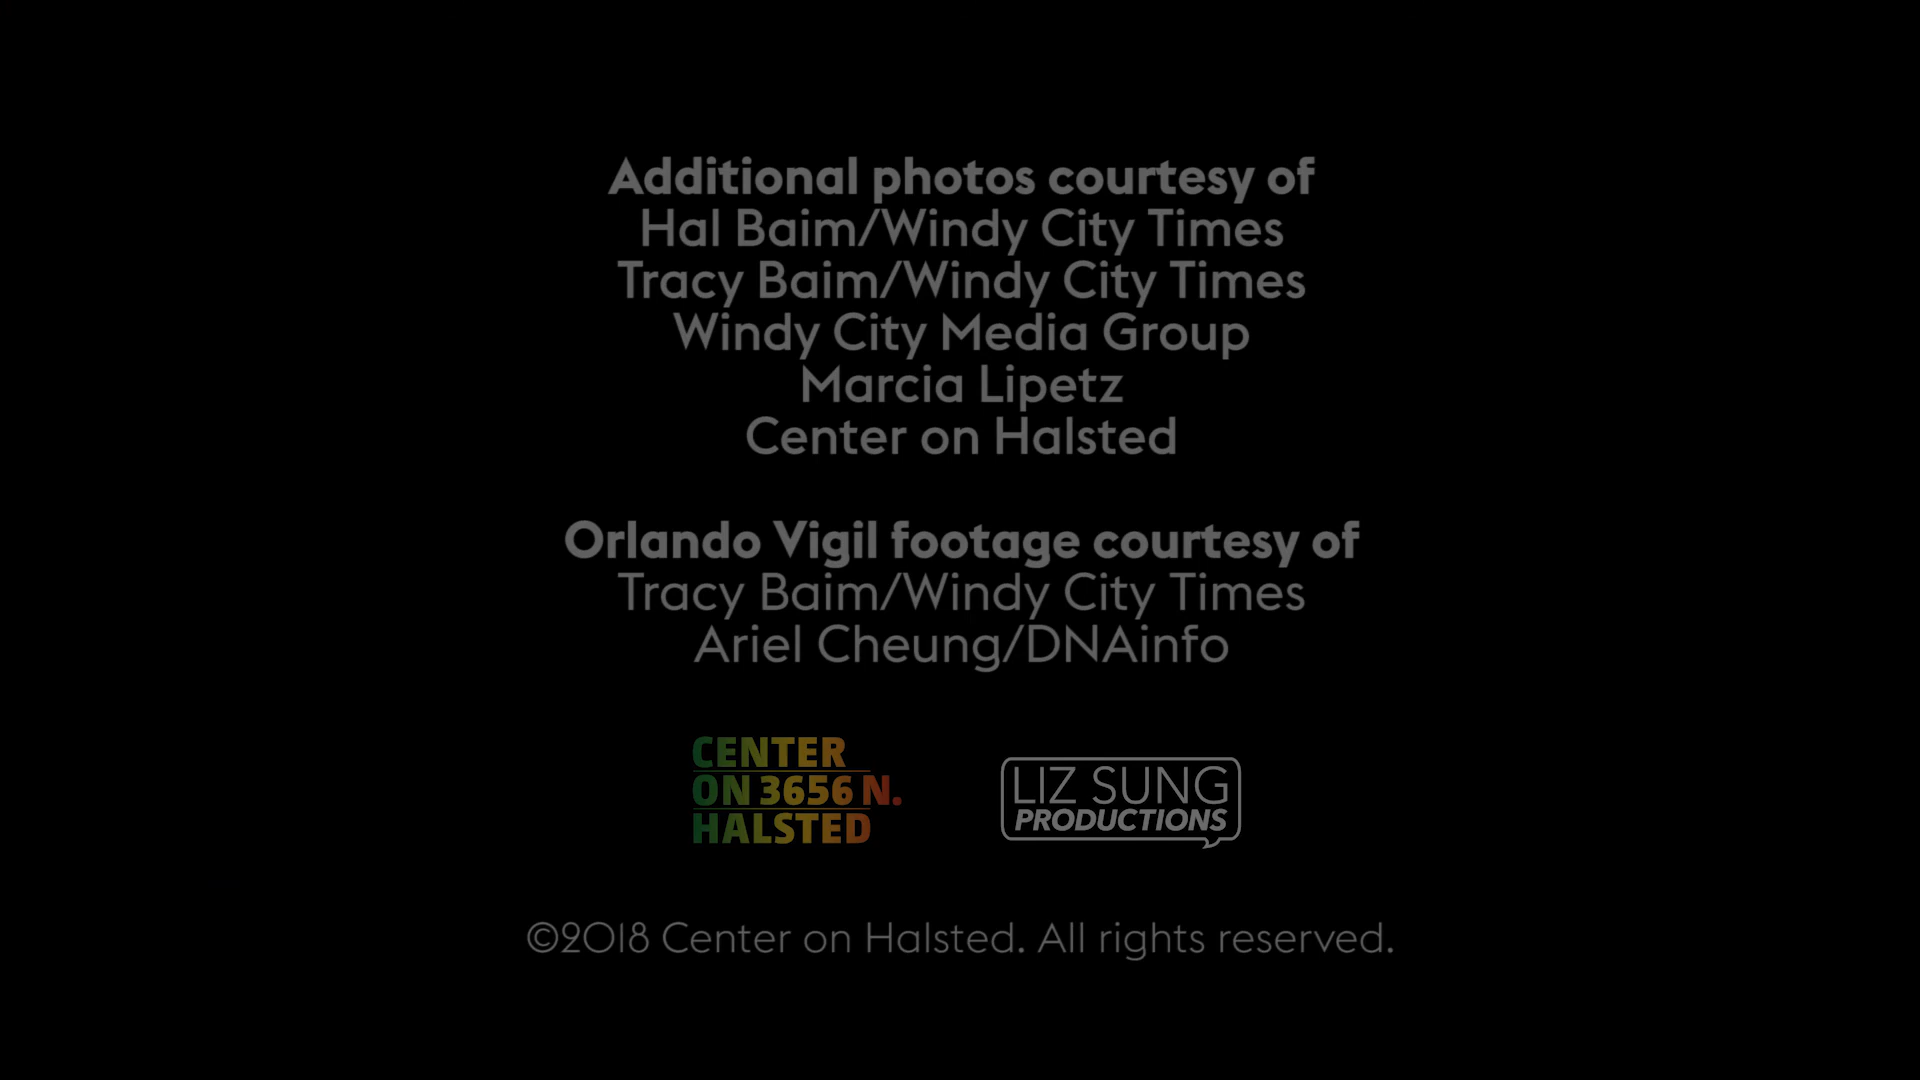 Additional photos courtesy of
Hal Baim/Windy City Times
Tracy Baim/Windy City Times
Windy City Media Group
Marcia Lipetz
Center on Halsted
Orlando Vigil footage courtesy of
Tracy Baim/Windy City Times
Ariel Cheung/DNAinfo
CENTER
ON 3656 N.
HALSTED
LIZ SUNG
PRODUCTIONS
©2018 Center on Halsted. All rights reserved.